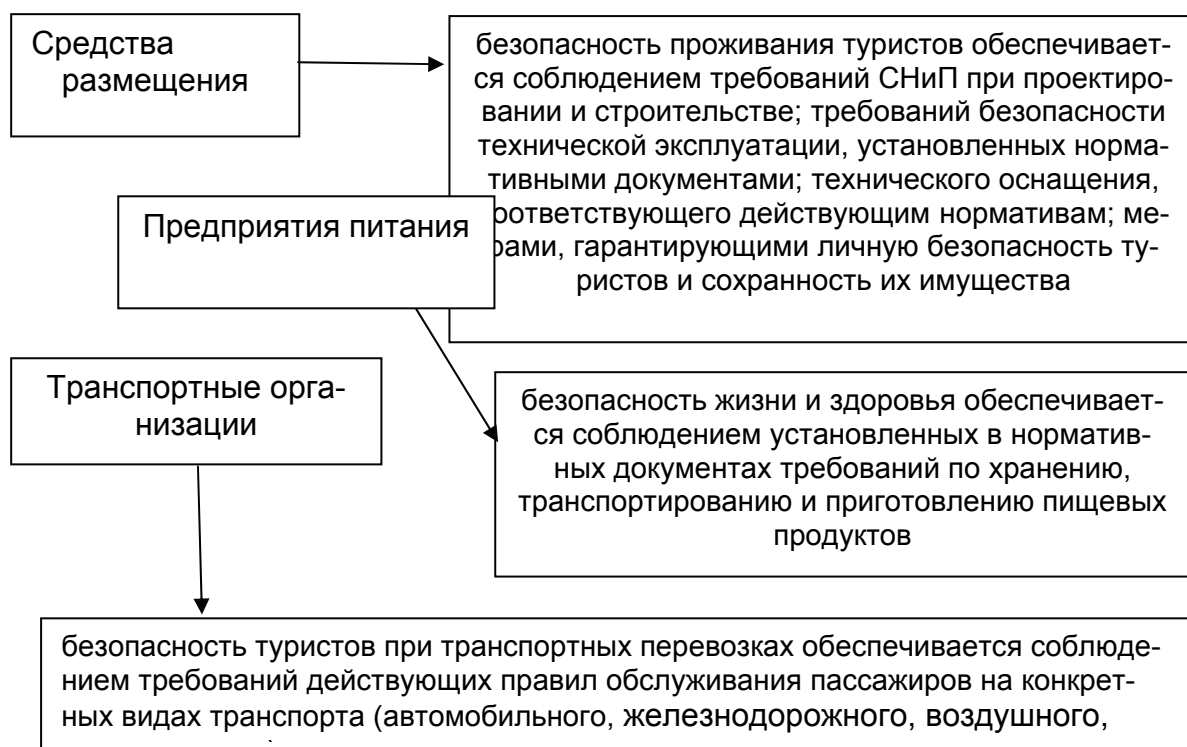 Средства
размещения
безопасность проживания туристов обеспечивает-
ся соблюдением требований СНиП при проектиро-
вании и строительстве; требований безопасности
технической эксплуатации, установленных норма-
тивными документами; технического оснащения,
оответствующего действующим нормативам; ме-
рами, гарантирующими личную безопасность ту-
ристов и сохранность их имущества
Предприятия питания
Транспортные орга-
низации
безопасность жизни и здоровья обеспечивает-
ся соблюдением установленных в норматив-
ных документах требований по хранению,
транспортированию и приготовлению пищевых
продуктов
безопасность туристов при транспортных перевозках обеспечивается соблюде-
нием требований действующих правил обслуживания пассажиров на конкрет-
ных видах транспорта (автомобильного, железнодорожного, воздушного,